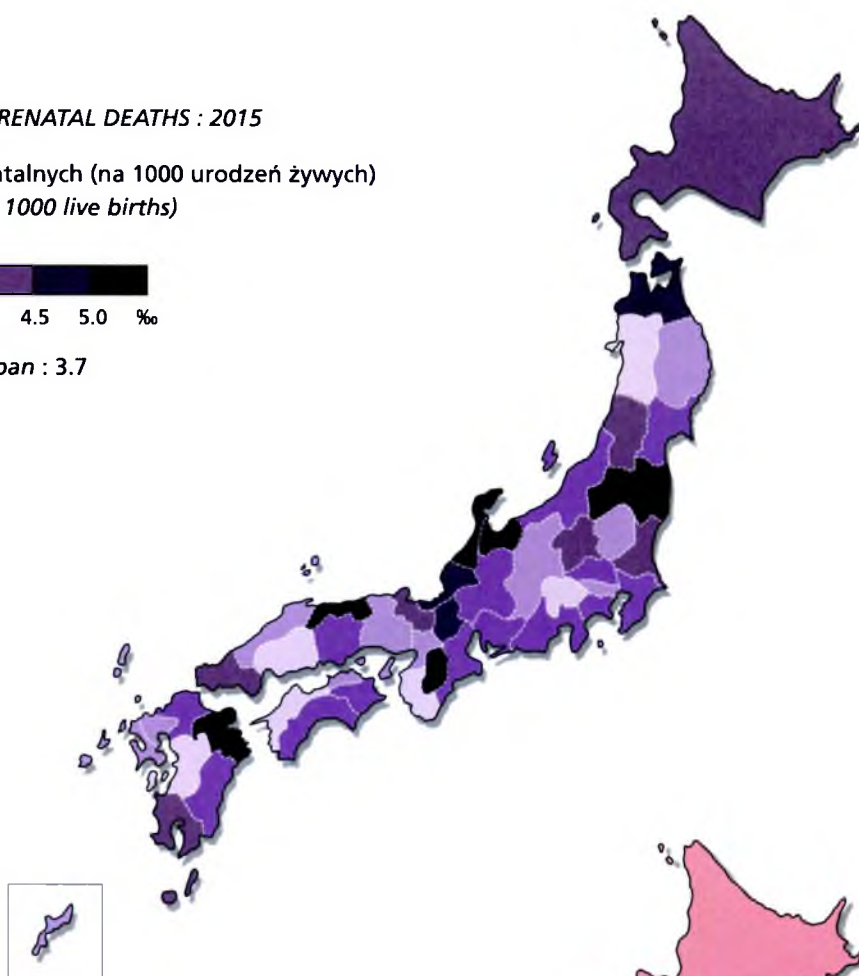 RENATAL DEATHS : 2015
talnych (na 1000 urodzeń żywych)
1000 live births)
4.5 5.0 ‰
pan : 3.7